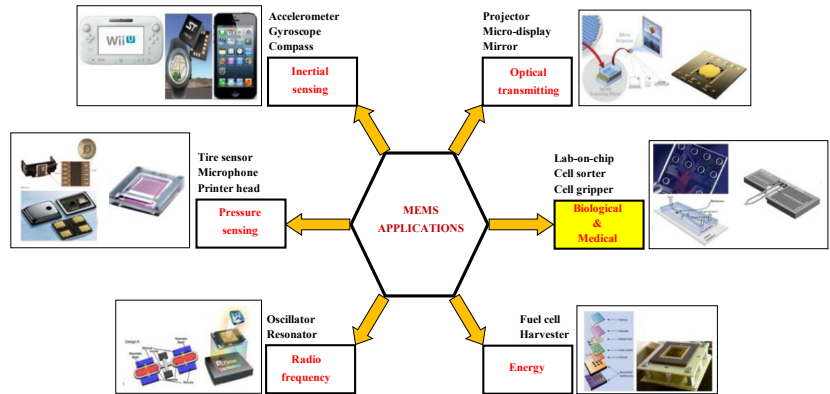 Accelerometer
Gyroscope
Compass
Inertial
sensing
Wii U
Projector
Micro-display
Mirror
Optical
transmitting
Tire sensor
Microphone
Printer head
Pressure
sensing
MEMS
APPLICATIONS
Lab-on-chip
Cell sorter
Cell gripper
Biological
&
Medical
Oscillator
Resonator
Radio
frequency
Fuel cell
Harvester
Energy